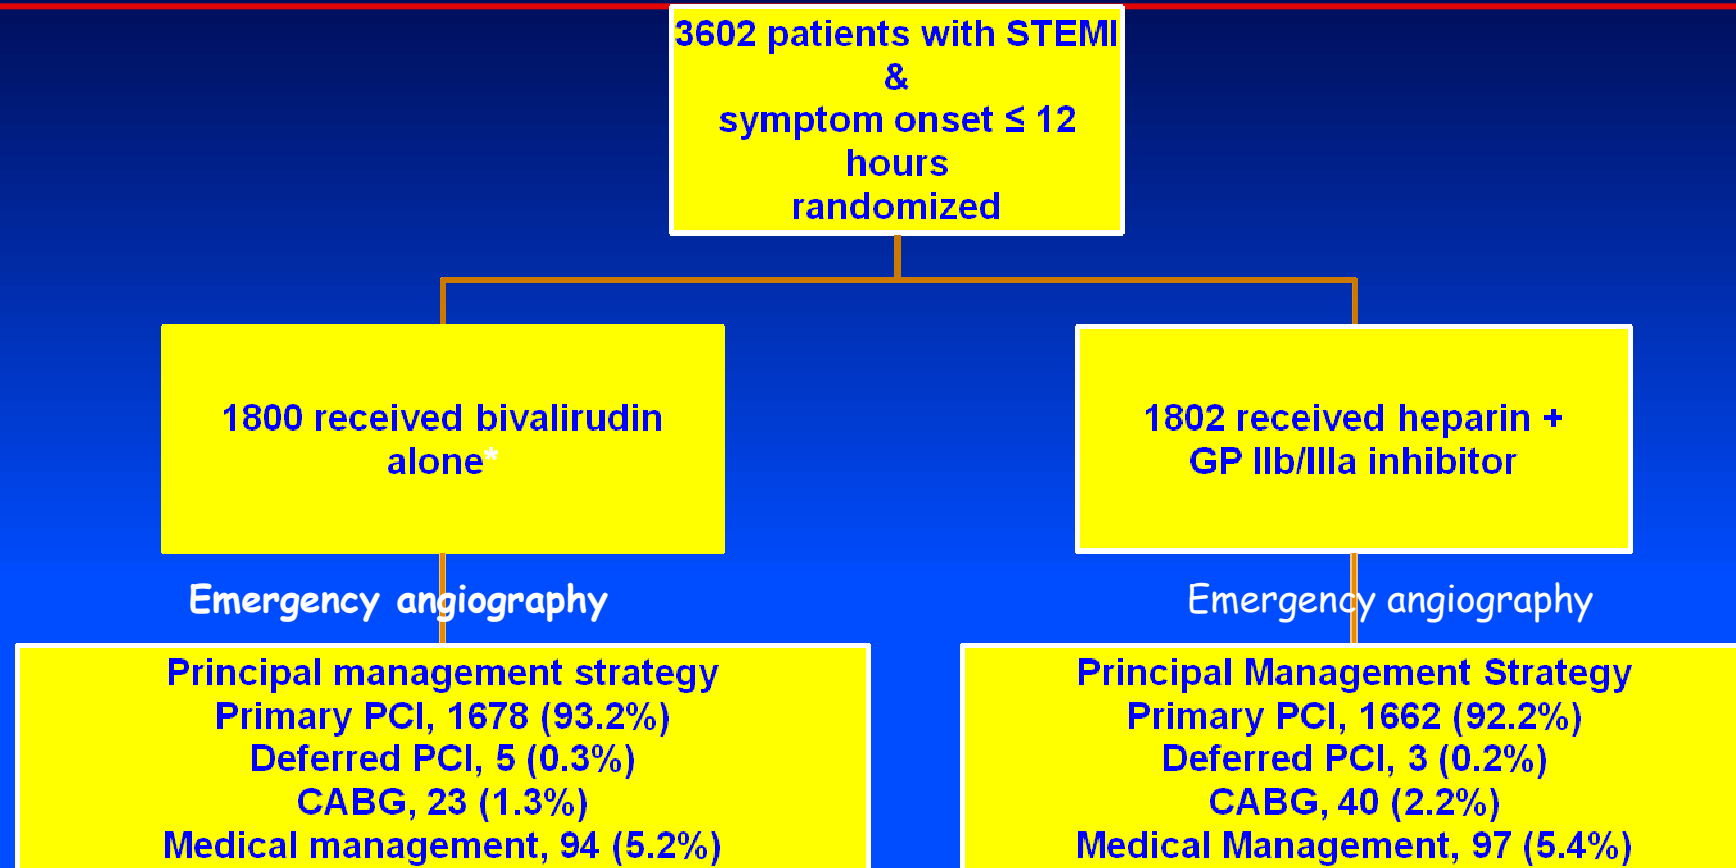 3602 patients with STEMI
&
symptom onset ≤ 12
hours
randomized
1800 received bivalirudin
alone*
1802 received heparin +
GP IIb/IIIa inhibitor
Emergency angiography
Emergency angiography
Principal management strategy
Primary PCI, 1678 (93.2%)
Deferred PCI, 5 (0.3%)
CABG, 23 (1.3%)
Medical management, 94 (5.2%)
Principal Management Strategy
Primary PCI, 1662 (92.2%)
Deferred PCI, 3 (0.2%)
CABG, 40 (2.2%)
Medical Management, 97 (5.4%)